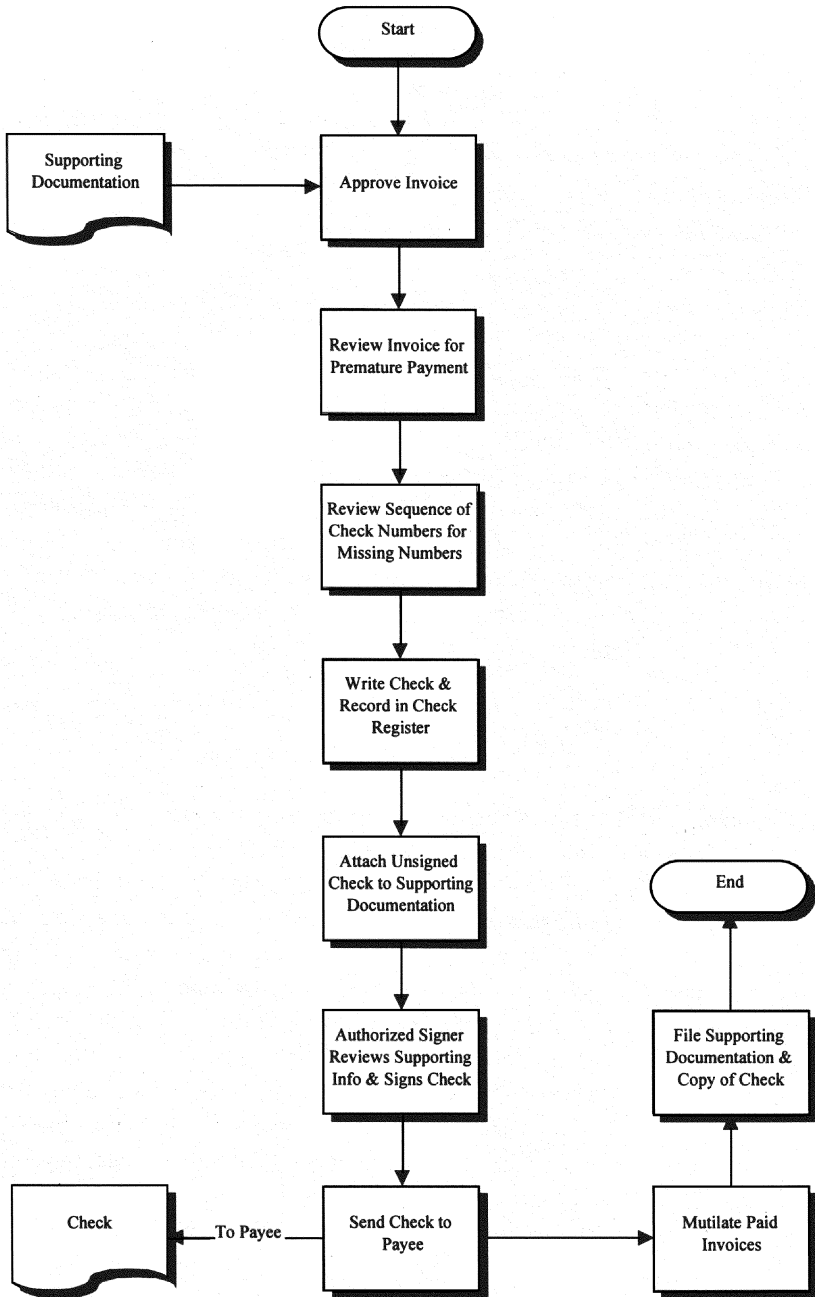 Start
Supporting
Documentation
Approve Invoice
Review Invoice for
Premature Payment
Review Sequence of
Check Numbers for
Missing Numbers
Write Check &
Record in Check
Register
Attach Unsigned
Check to Supporting
Documentation
Authorized Signer
Reviews Supporting
Info & Signs Check
Send Check to
Payee
To Payee
Check
Mutilate Paid
Invoices
File Supporting
Documentation &
Copy of Check
End